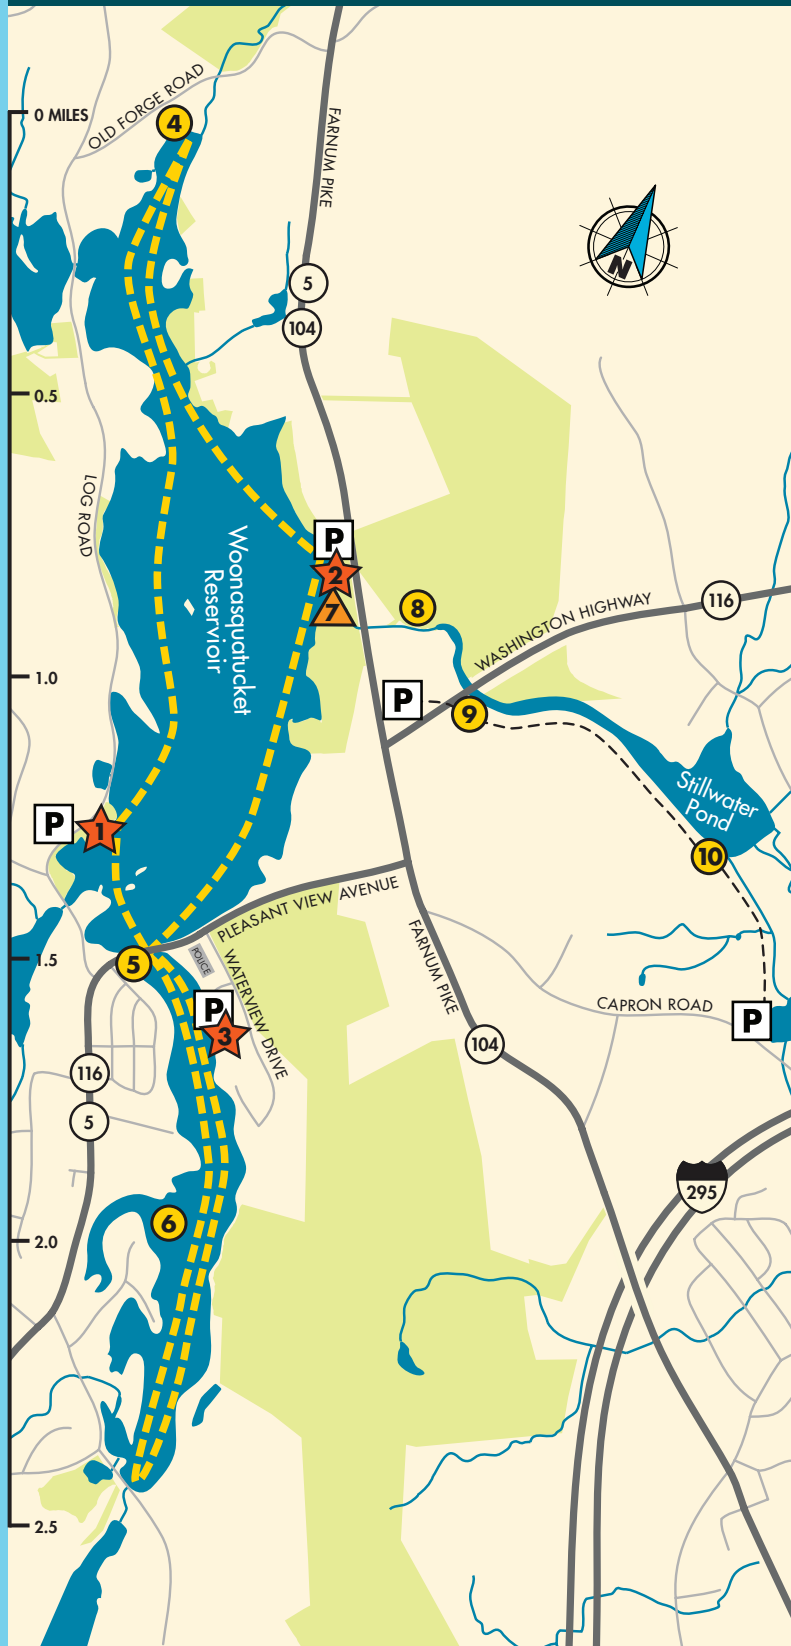 OLD FORGE ROAD
4
0 MILES
FARNUM PIKE
N
5
104
0.5
LOG ROAD
P
2
7
8
Woonasquatucket
Reservioir
WASHINGTON HIGHWAY
116
1.0
P
9
Stillwater
Pond
P
1
10
PLEASANT VIEW AVENUE
FARNUM PIKE
1.5
5
POLICE
WATERVIEW DRIVE
P
3
CAPRON ROAD
P
104
116
5
295
6
2.0
2.5